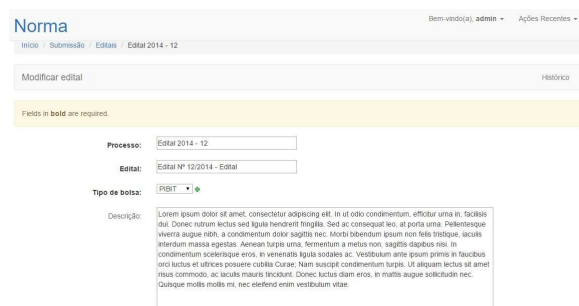 Norma
Bem-vindo(a), admin Ações Recentes
Início / Submissão / Editais / Edital 2014 - 12
Modificar edital
Histórico
Fields in bold are required.
Processo: Edital 2014 - 12
Edital: Edital Nº 12/2014 - Edital
Tipo de bolsa: PIBIT
Descrição: Lorem ipsum dolor sit amet, consectetur adipiscing elit. In ut odio condimentum, efficitur urna in, facilisis
dui. Donec rutrum lectus sed ligula hendrerit fringilla. Sed ac consequat leo, at porta urna. Pellentesque
viverra augue nibh, a condimentum dolor sagittis nec. Morbi bibendum ipsum non felis tristique, iaculis
interdum massa egestas. Aenean turpis urna, fermentum a metus non, sagittis dapibus nisi. In
condimentum scelerisque eros, in venenatis ligula sodales ac. Vestibulum ante ipsum primis in faucibus
orci luctus et ultrices posuere cubilia Curae; Nam suscipit condimentum turpis. Ut aliquam lectus sit amet
risus commodo, ac iaculis mauris tincidunt. Donec luctus diam eros, in mattis augue sollicitudin nec.
Quisque mollis mollis mi, nec eleifend enim vestibulum vitae.